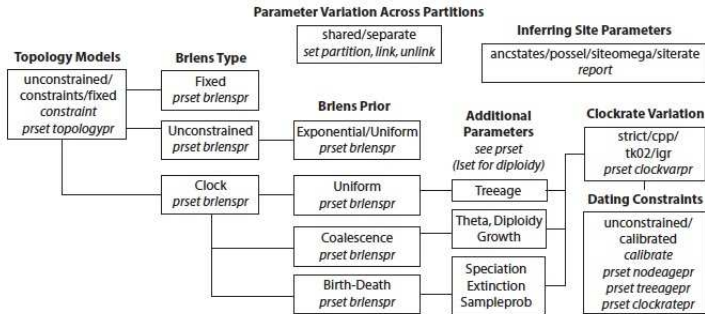 Parameter Variation Across Partitions
shared/separate
set partition, link, unlink
Inferring Site Parameters
ancstates/possel/siteomega/siterate
report
Topology Models
unconstrained/
constraints/fixed
constraint
prset topologypr
Brlens Type
Fixed
prset brlenspr
Unconstrained
prset brlenspr
Clock
prset brlenspr
Brlens Prior
Exponential/Uniform
prset brlenspr
Uniform
prset brlenspr
Coalescence
prset brlenspr
Birth-Death
prset brlenspr
Additional
Parameters
see prset
(lset for diploidy)
Treeage
Theta, Diploidy
Growth
Speciation
Extinction
Sampleprob
Clockrate Variation
strict/cpp/
tk02/igr
prset clockvarpr
Dating Constraints
unconstrained/
calibrated
calibrate
prset nodeagepr
prset treeagepr
prset clockratepr